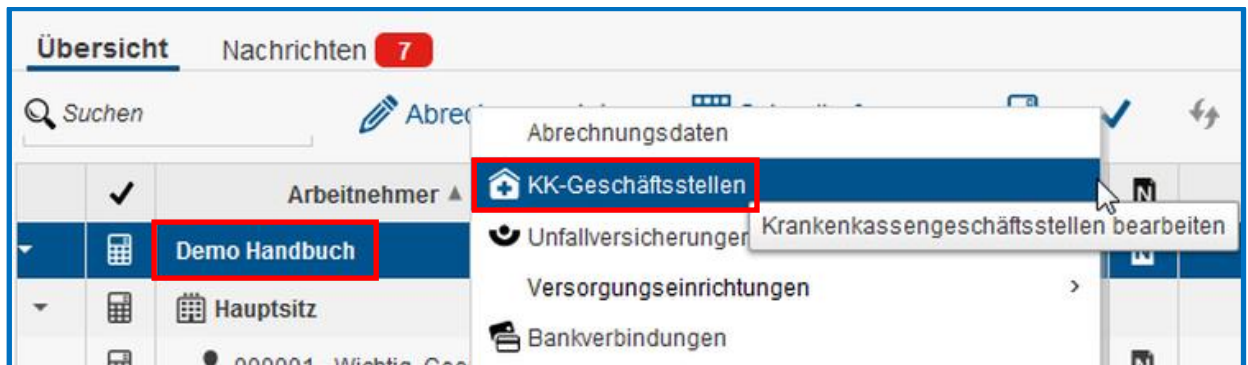 Übersicht Nachrichten 7
Suchen
Abrechnungsdaten
KK-Geschäftsstellen
Krankenkassengeschäftsstellen bearbeiten
Arbeitnehmer
Demo Handbuch
Unfallversicherungen
Versorgungseinrichtungen
Hauptsitz
Bankverbindungen